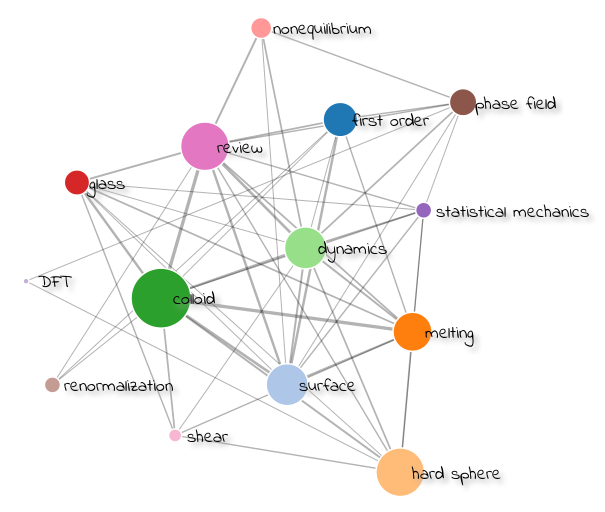 nonequilibrium
phase field
first order
review
glass
statistical mechanics
dynamics
DFT
colloid
melting
renormalization
surface
shear
hard sphere